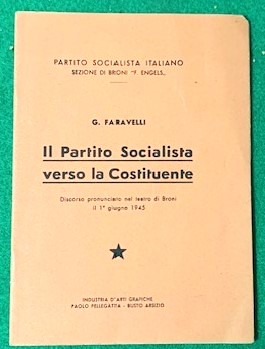 PARTITO SOCIALISTA ITALIANO
SEZIONE DI BRONI "F. ENGELS„
G. FARAVELLI
Il Partito Socialista
verso la Costituente
Discorso pronunciato nel teatro di Broni
il 1° giugno 1945
INDUSTRIA D'ARTI GRAFICHE
PAOLO PELLEGATTA - BUSTO ARSIZIO